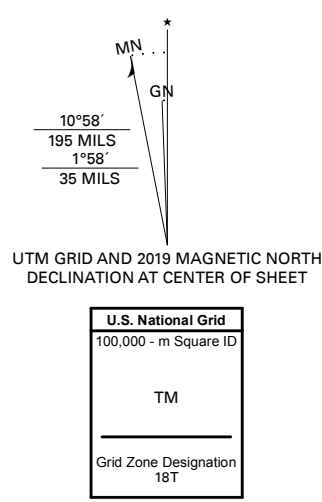 ★
MN
GN
10°58´
195 MILS
1°58´
35 MILS
UTM GRID AND 2019 MAGNETIC NORTH
DECLINATION AT CENTER OF SHEET
U.S. National Grid
100,000 - m Square ID
TM
Grid Zone Designation
18T